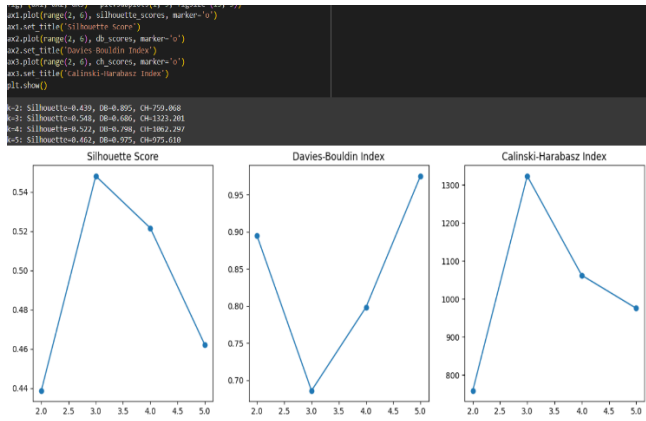 ax1.plot(range(2, 6), silhouette_scores, marker='o')
ax1.set_title('Silhouette Score')
ax2.plot(range(2, 6), db_scores, marker='o')
ax2.set_title('Davies-Bouldin Index')
ax3.plot(range(2, 6), ch_scores, marker='o')
ax3.set_title('Calinski-Harabasz Index')
plt.show()
k=2: Silhouette=0.439, DB=0.895, CH=759.068
k=3: Silhouette=0.548, DB=0.686, CH=1323.201
k=4: Silhouette=0.522, DB=0.798, CH=1062.297
k=5: Silhouette=0.462, DB=0.975, CH=975.610
Silhouette Score
0.54
0.52
0.50
0.48
0.46
0.44
2.0 2.5 3.0 3.5 4.0 4.5 5.0
Davies-Bouldin Index
0.95
0.90
0.85
0.80
0.75
0.70
2.0 2.5 3.0 3.5 4.0 4.5 5.0
Calinski-Harabasz Index
1300
1200
1100
1000
900
800
2.0 2.5 3.0 3.5 4.0 4.5 5.0